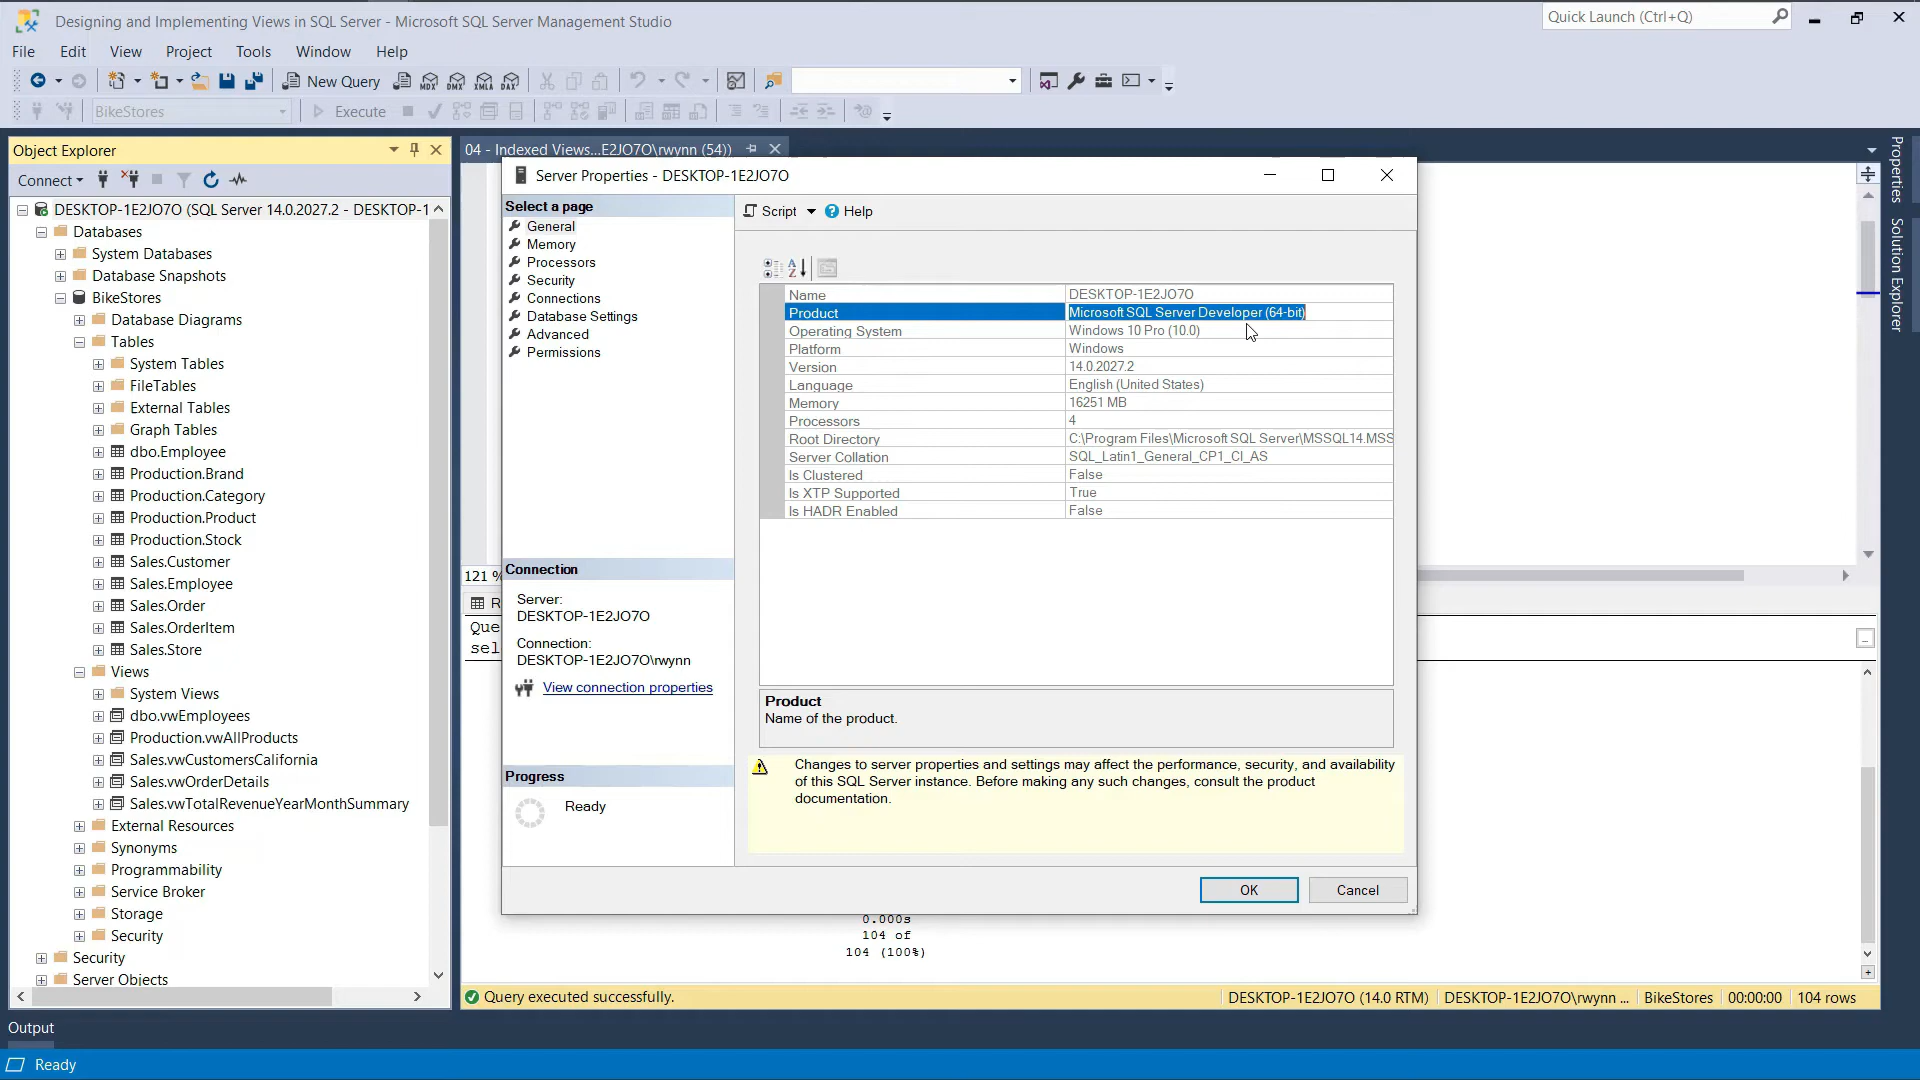 Designing and Implementing Views in SQL Server - Microsoft SQL Server Management Studio
Quick Launch (Ctrl+Q)
File Edit View Project Tools Window Help
New Query MDX DMX XMLA DAX
BikeStores Execute
Object Explorer
04 - Indexed Views...E2JO7O\rwynn (54))
Connect
DESKTOP-1E2JO7O (SQL Server 14.0.2027.2 - DESKTOP-1
Databases
System Databases
Database Snapshots
BikeStores
Database Diagrams
Tables
System Tables
FileTables
External Tables
Graph Tables
dbo.Employee
Production.Brand
Production.Category
Production.Product
Production.Stock
Sales.Customer
Sales.Employee
Sales.Order
Sales.OrderItem
Sales.Store
Views
System Views
dbo.vwEmployees
Production.vwAllProducts
Sales.vwCustomersCalifornia
Sales.vwOrderDetails
Sales.vwTotalRevenueYearMonthSummary
External Resources
Synonyms
Programmability
Service Broker
Storage
Security
Security
Server Objects
Server Properties - DESKTOP-1E2JO7O
Select a page
General
Memory
Processors
Security
Connections
Database Settings
Advanced
Permissions
Connection
Server:
DESKTOP-1E2JO7O
Connection:
DESKTOP-1E2JO7O\rwynn
View connection properties
Progress
Ready
Script Help
Name DESKTOP-1E2JO7O
Product Microsoft SQL Server Developer (64-bit)
Operating System Windows 10 Pro (10.0)
Platform Windows
Version 14.0.2027.2
Language English (United States)
Memory 16251 MB
Processors 4
Root Directory C:\Program Files\Microsoft SQL Server\MSSQL14.MSS
Server Collation SQL_Latin1_General_CP1_CI_AS
Is Clustered False
Is XTP Supported True
Is HADR Enabled False
Product
Name of the product.
Changes to server properties and settings may affect the performance, security, and availability
of this SQL Server instance. Before making any such changes, consult the product
documentation.
OK Cancel
121 %
R
Que
sel
0.000s
104 of
104 (100%)
Query executed successfully.
DESKTOP-1E2JO7O (14.0 RTM) DESKTOP-1E2JO7O\rwynn ... BikeStores 00:00:00 104 rows
Properties
Solution Explorer
Output
Ready